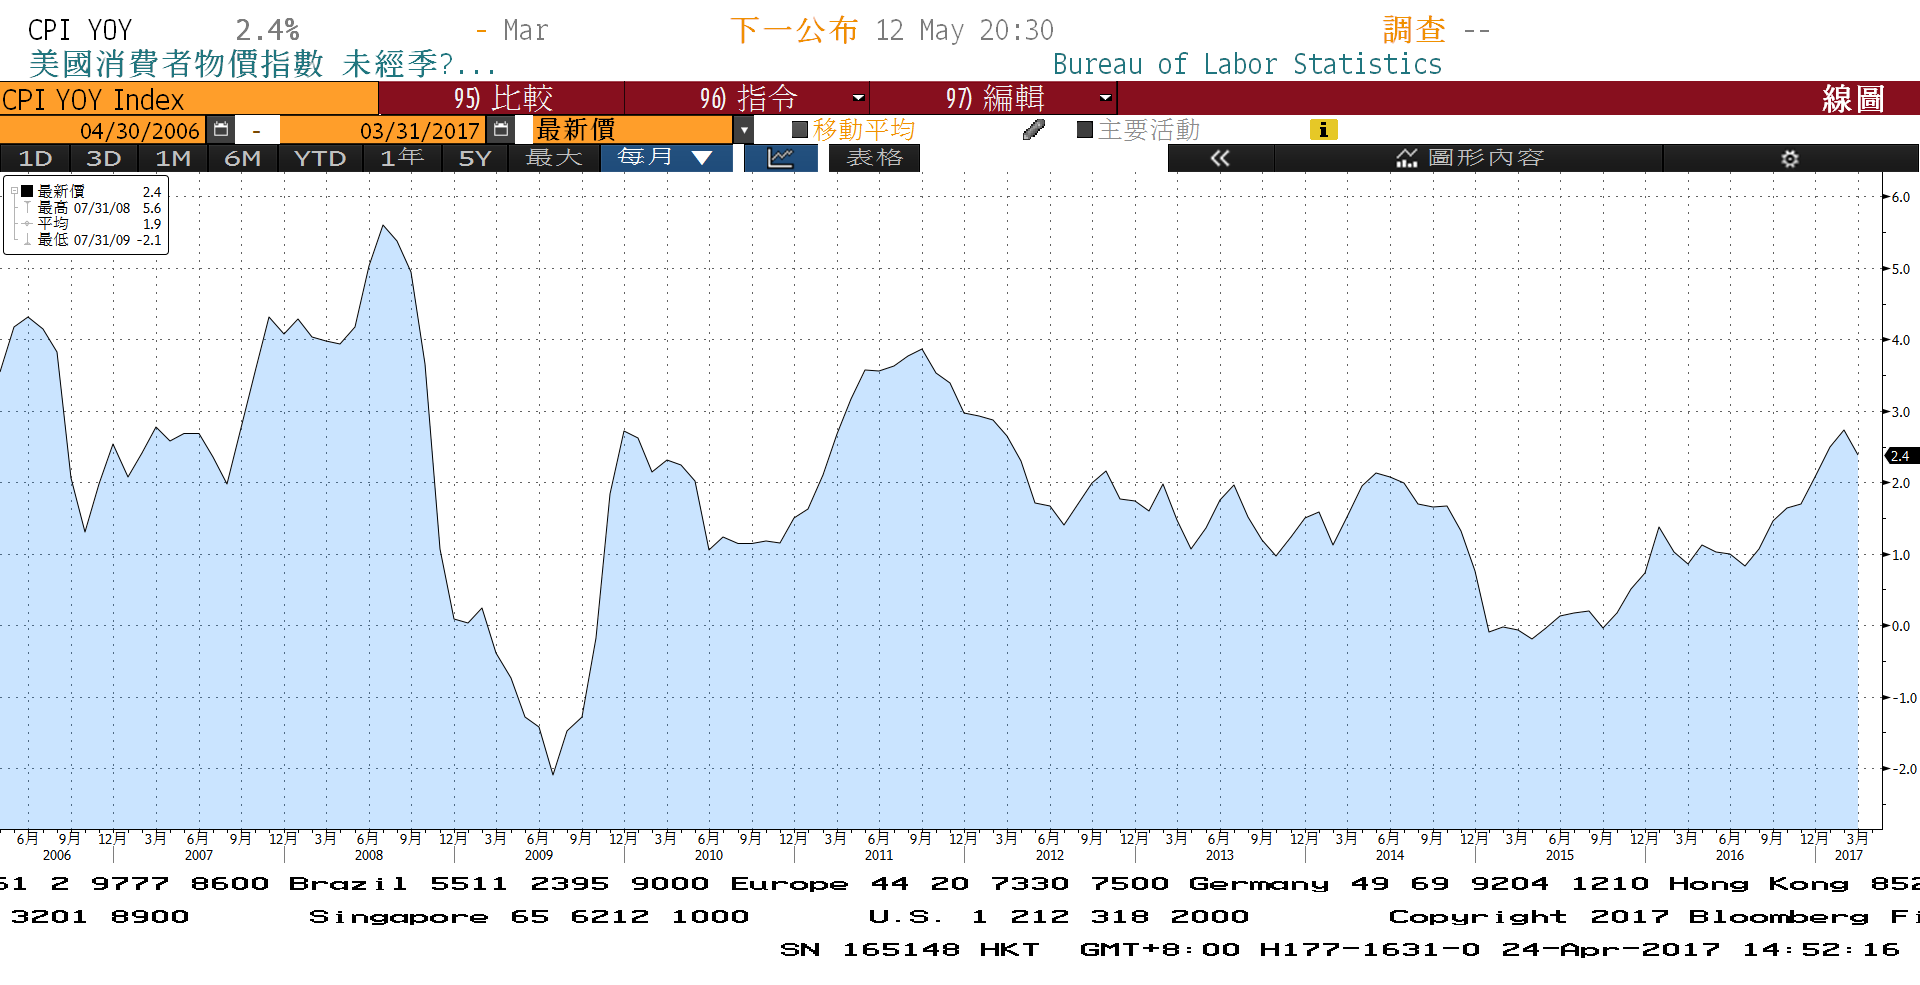 CPI YOY 2.4% - Mar 下一公布 12 May 20:30 調查 --
美國消費者物價指數 未經季?... Bureau of Labor Statistics
CPI YOY Index 95) 比較 96) 指令 97) 編輯 線圖
04/30/2006 - 03/31/2017 最新價 移動平均 主要活動 i
1D 3D 1M 6M YTD 1年 5Y 最大 每月 ▼ 表格 « 圖形內容
最新價 2.4
最高 07/31/08 5.6
平均 1.9
最低 07/31/09 -2.1
6.0
5.0
4.0
3.0
2.4
2.0
1.0
0.0
-1.0
-2.0
6月 9月 12月 3月 6月 9月 12月 3月 6月 9月 12月 3月 6月 9月 12月 3月 6月 9月 12月 3月 6月 9月 12月 3月 6月 9月 12月 3月 6月 9月 12月 3月 6月 9月 12月 3月 6月 9月 12月 3月 6月 9月 12月 3月
2006 2007 2008 2009 2010 2011 2012 2013 2014 2015 2016 2017
61 2 9777 8600 Brazil 5511 2395 9000 Europe 44 20 7330 7500 Germany 49 69 9204 1210 Hong Kong 852
3201 8900 Singapore 65 6212 1000 U.S. 1 212 318 2000 Copyright 2017 Bloomberg Fi
SN 165148 HKT GMT+8:00 H177-1631-0 24-Apr-2017 14:52:16